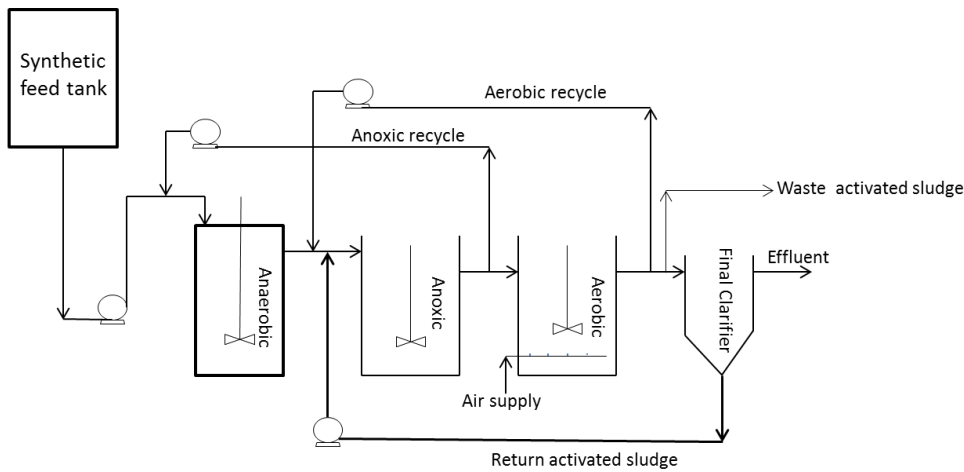 Synthetic
feed tank
Aerobic recycle
Anoxic recycle
Waste activated sludge
Effluent
Anaerobic
Anoxic
Aerobic
Final Clarifier
Air supply
Return activated sludge